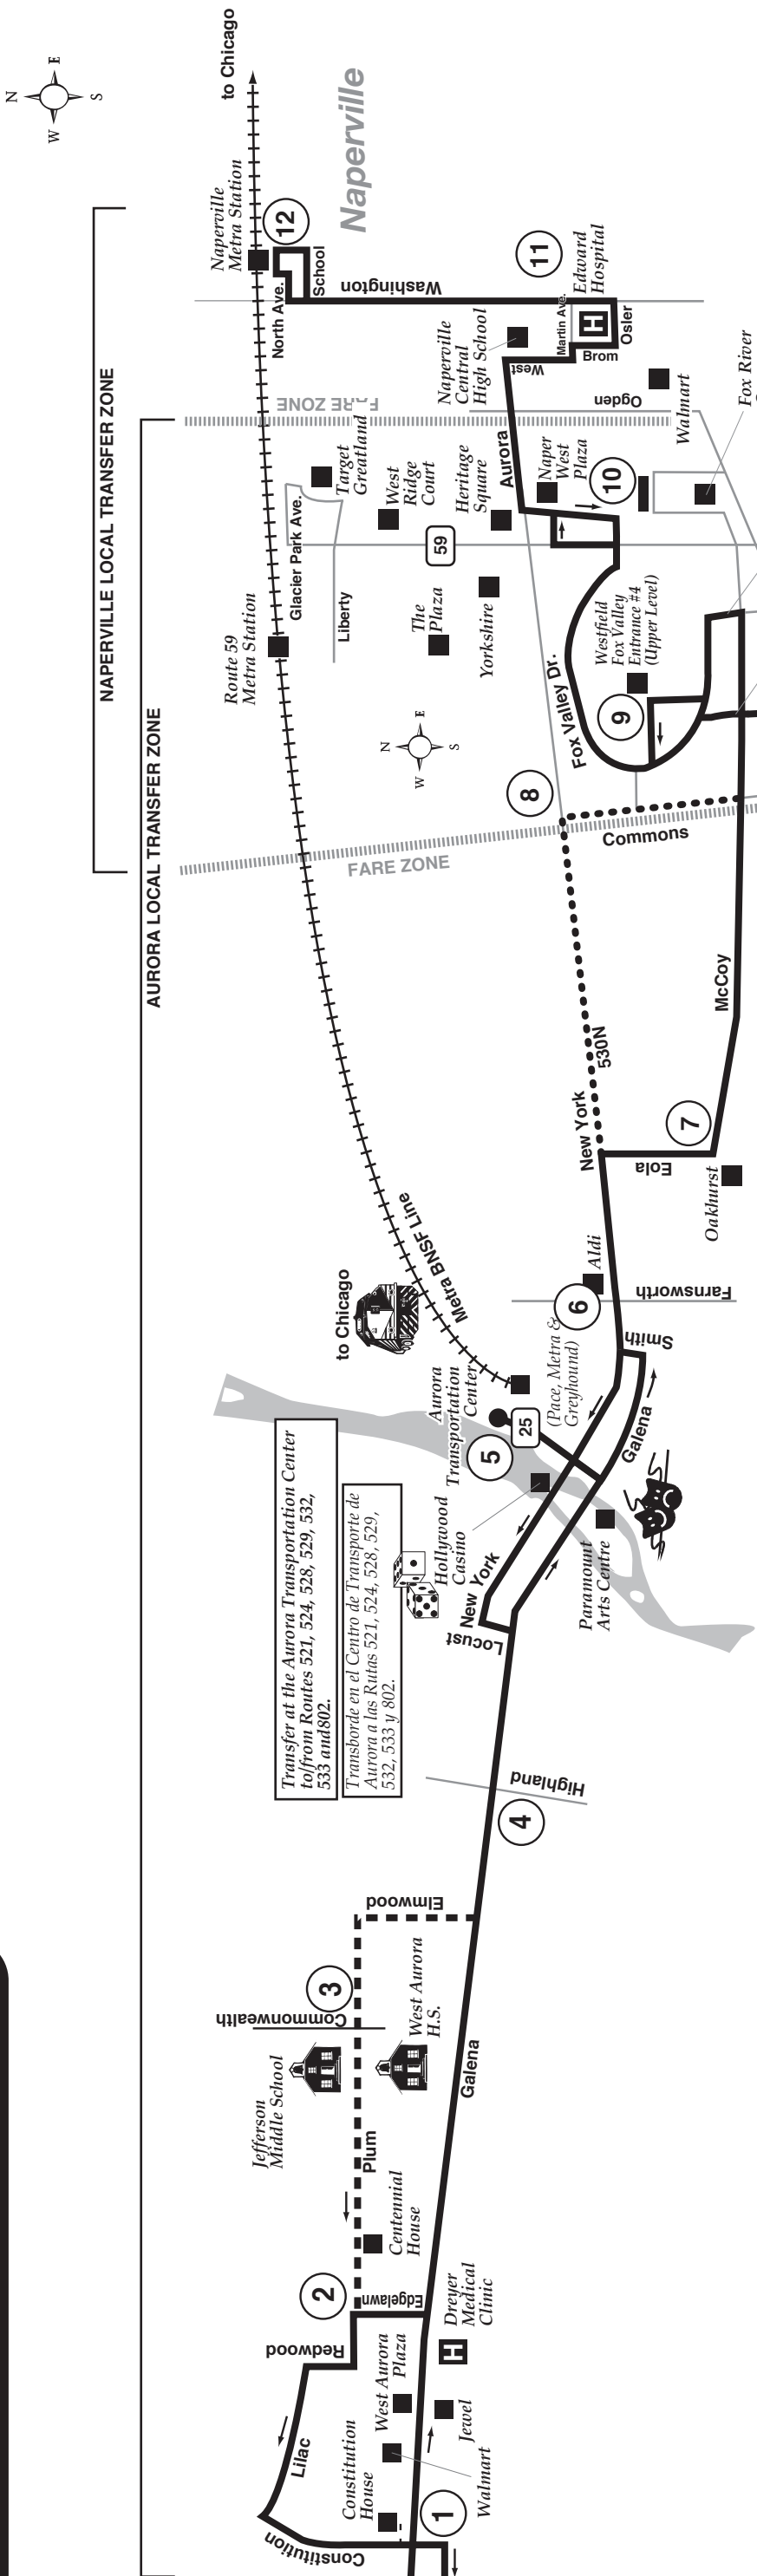 N
E
S
W
to Chicago
Naperville
NAPERVILLE LOCAL TRANSFER ZONE
AURORA LOCAL TRANSFER ZONE
Naperville
Metra Station
12
North Ave.
School
Washington
11
Edward
Hospital
H
Martin Ave.
Osler
Brom
West
Naperville
Central
High School
FARE ZONE
Ogden
Walmart
Fox River
Aurora
Target
Greatland
West
Ridge
Court
Heritage
Square
Naper
West
Plaza
10
Glacier Park Ave.
Liberty
59
Route 59
Metra Station
The
Plaza
Yorkshire
Westfield
Fox Valley
Entrance #4
(Upper Level)
9
Fox Valley Dr.
N
E
S
W
8
Commons
FARE ZONE
McCoy
530N
New York
7
Eola
Oakhurst
Metra BNSF Line
to Chicago
Aldi
6
Farnsworth
Smith
Aurora
Transportation
Center
(Pace, Metra &
Greyhound)
25
5
Galena
Hollywood
Casino
New York
Paramount
Arts Centre
Locust
Transfer at the Aurora Transportation Center
to/from Routes 521, 524, 528, 529, 532,
533 and802.
Transborde en el Centro de Transporte de
Aurora a las Rutas 521, 524, 528, 529,
532, 533 y 802.
Highland
4
Elmwood
3
Commonwealth
West Aurora
H.S.
Jefferson
Middle School
Galena
Plum
Centennial
House
2
Edgelawn
Redwood
Dreyer
Medical
Clinic
H
West Aurora
Plaza
Jewel
Lilac
Constitution
House
Walmart
1
Constitution